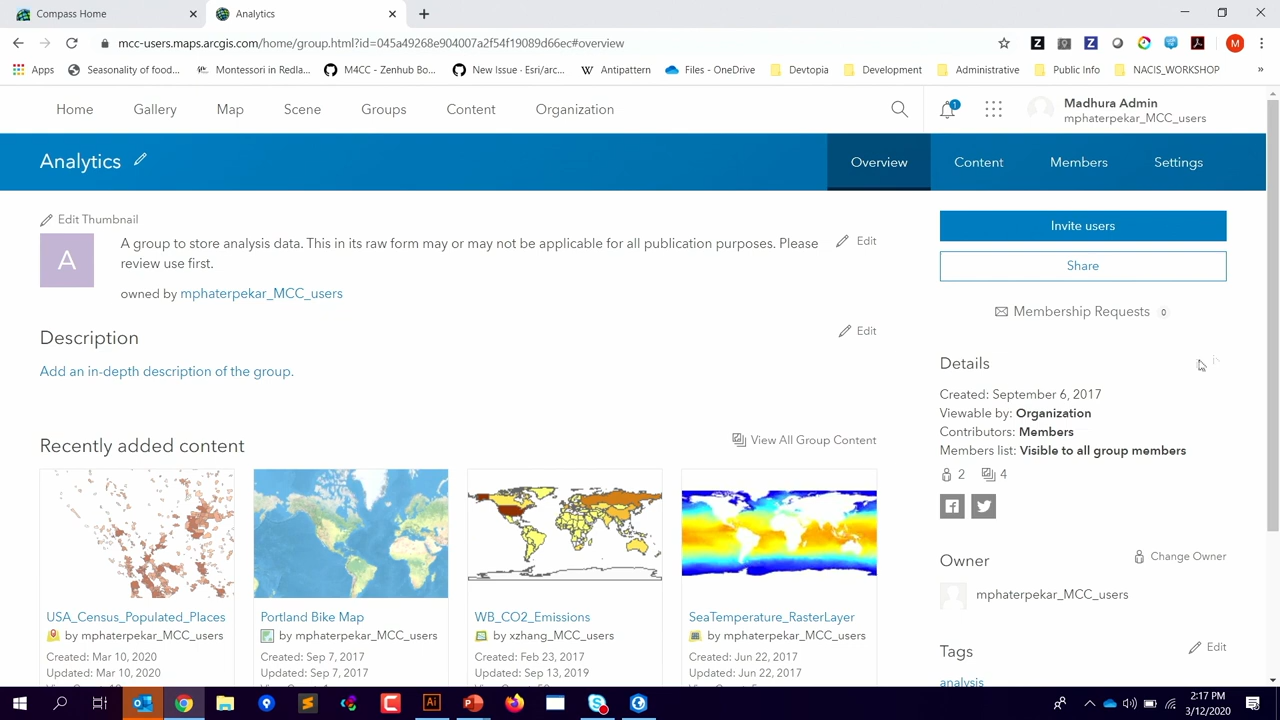 Compass Home
Analytics
mcc-users.maps.arcgis.com/home/group.html?id=045a49268e904007a2f54f19089d66ec#overview
M
Apps
Seasonality of food...
Montessori in Redla...
M4CC - Zenhub Bo...
New Issue · Esri/arc...
Antipattern
Files - OneDrive
Devtopia
Development
Administrative
Public Info
NACIS_WORKSHOP
Home
Gallery
Map
Scene
Groups
Content
Organization
1
Madhura Admin
mphaterpekar_MCC_users
Analytics
Overview
Content
Members
Settings
Edit Thumbnail
A
A group to store analysis data. This in its raw form may or may not be applicable for all publication purposes. Please
review use first.
Edit
owned by mphaterpekar_MCC_users
Description
Edit
Add an in-depth description of the group.
Recently added content
View All Group Content
USA_Census_Populated_Places
by mphaterpekar_MCC_users
Created: Mar 10, 2020
Updated: Mar 10, 2020
Portland Bike Map
by mphaterpekar_MCC_users
Created: Sep 7, 2017
Updated: Sep 7, 2017
WB_CO2_Emissions
by xzhang_MCC_users
Created: Feb 23, 2017
Updated: Sep 13, 2019
SeaTemperature_RasterLayer
by mphaterpekar_MCC_users
Created: Jun 22, 2017
Updated: Jun 22, 2017
Invite users
Share
Membership Requests 0
Details
Created: September 6, 2017
Viewable by: Organization
Contributors: Members
Members list: Visible to all group members
2
4
Owner
Change Owner
mphaterpekar_MCC_users
Tags
Edit
analysis
2:17 PM
3/12/2020